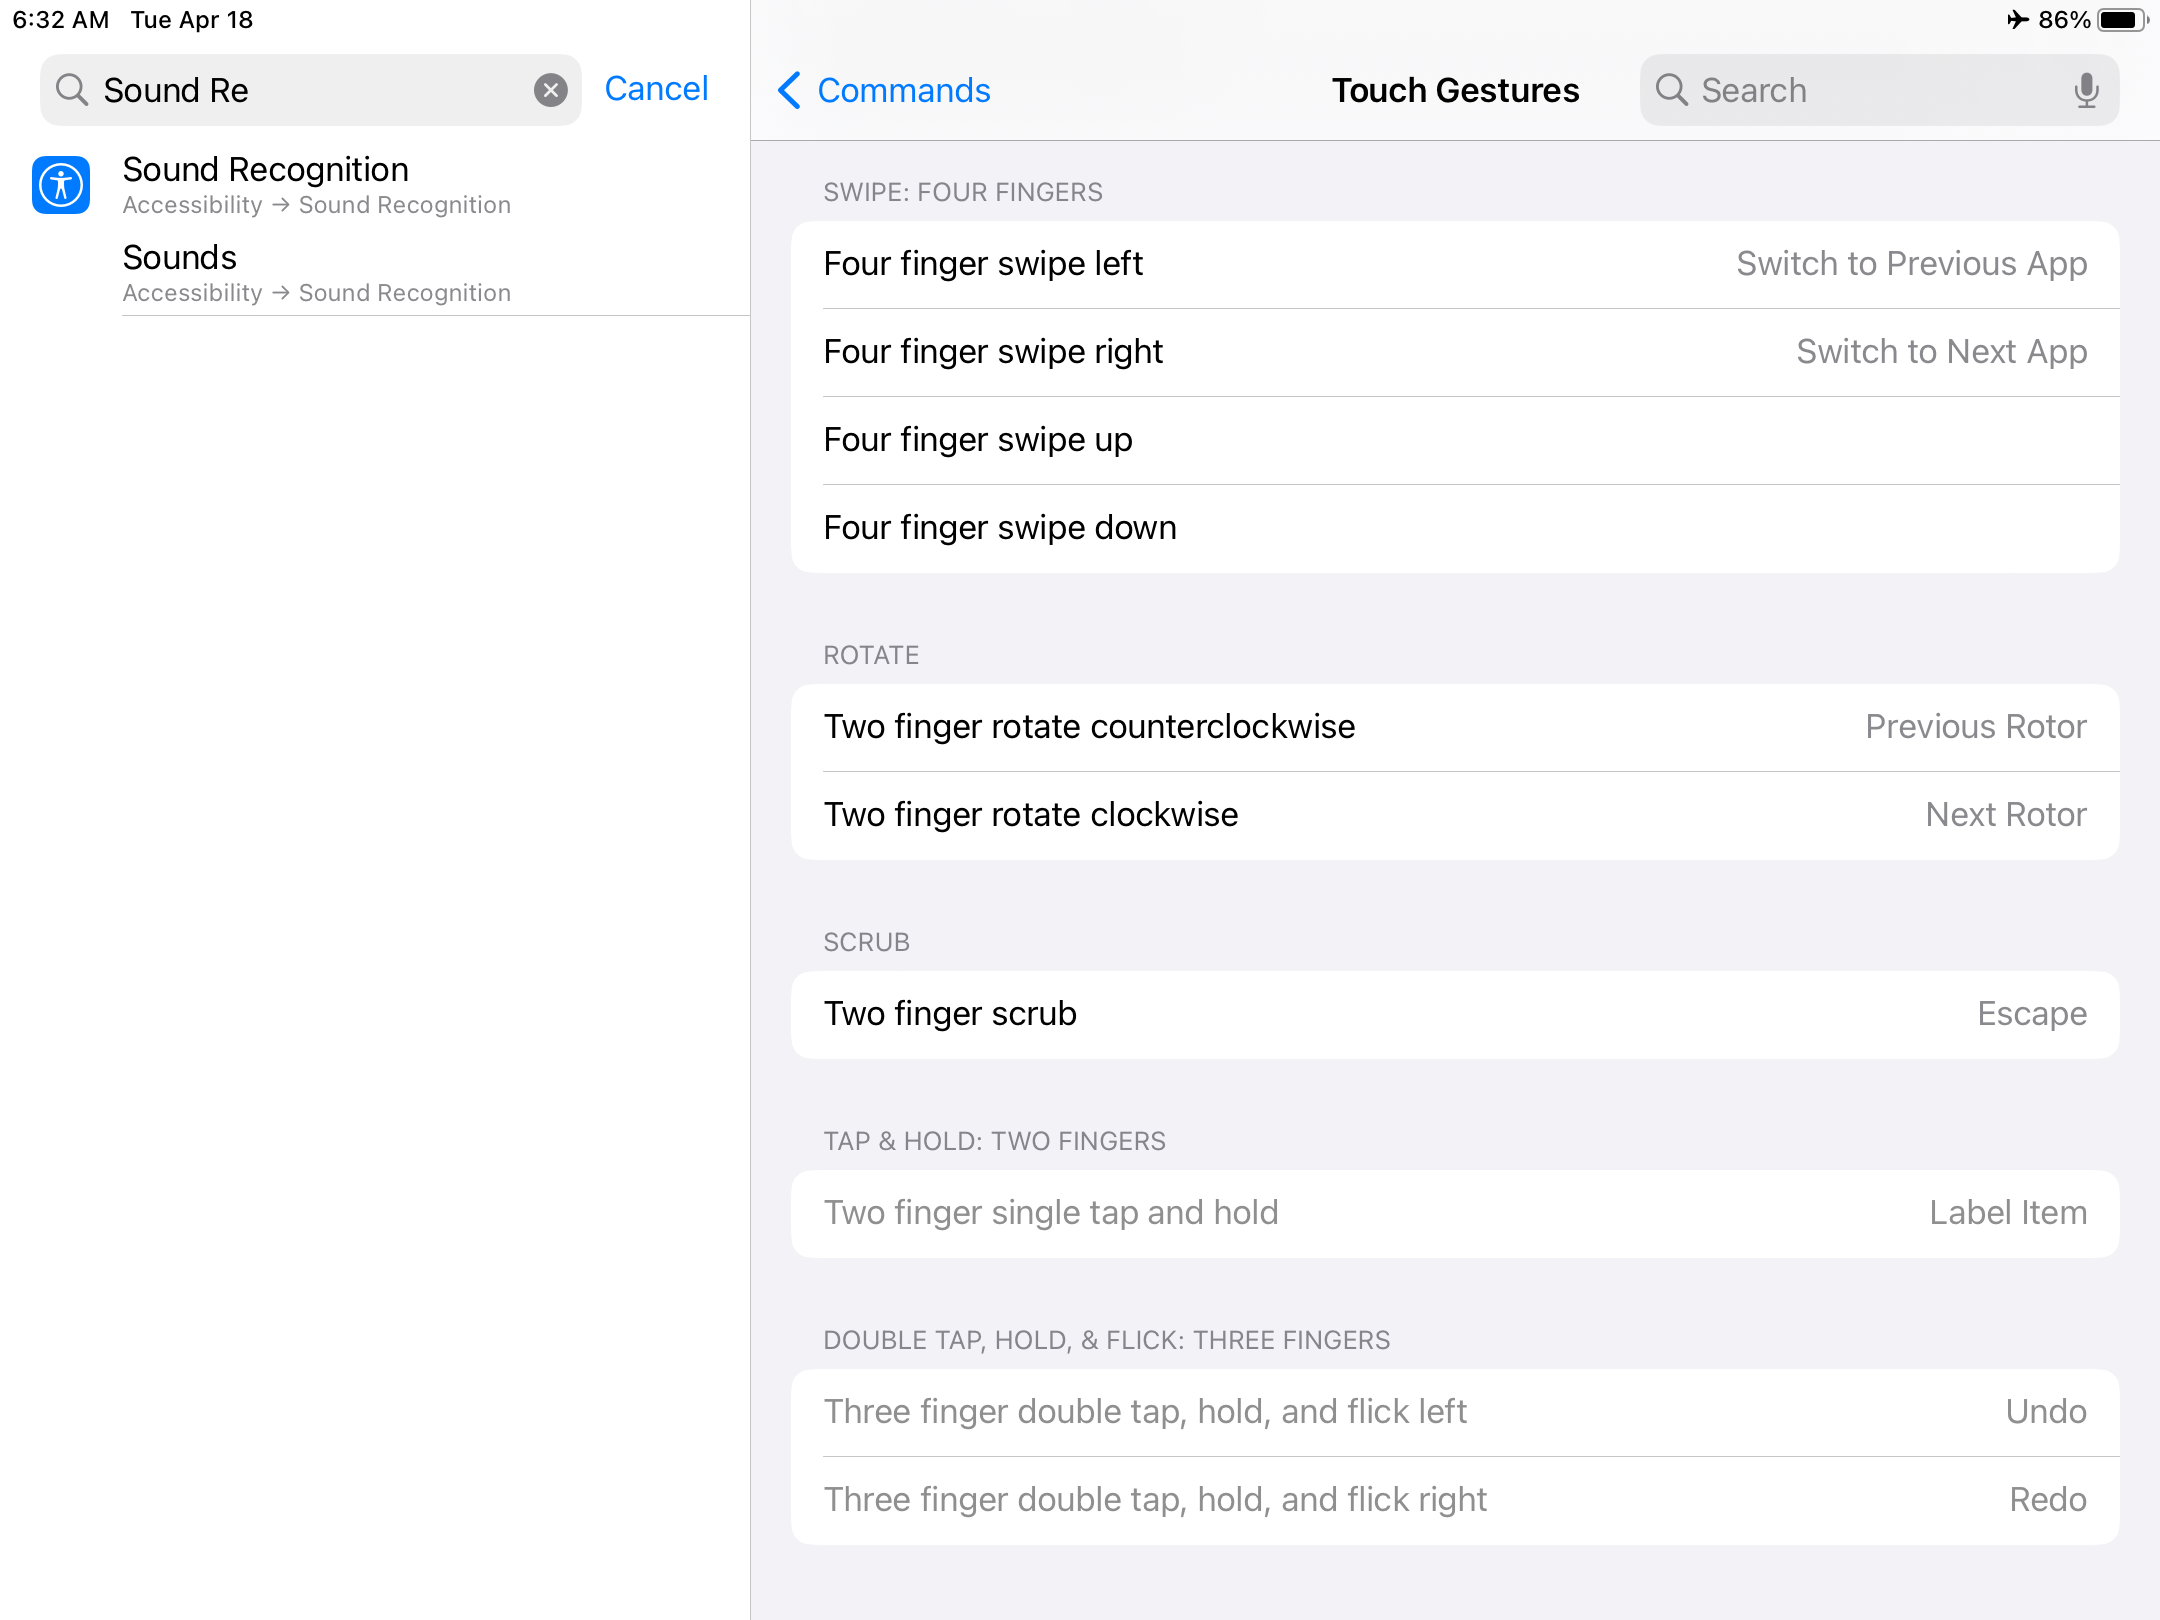 6:32 AM Tue Apr 18
86%
Sound Re
Cancel
Sound Recognition
Accessibility → Sound Recognition
Sounds
Accessibility → Sound Recognition
Commands
Touch Gestures
Search
SWIPE: FOUR FINGERS
Four finger swipe left Switch to Previous App
Four finger swipe right Switch to Next App
Four finger swipe up
Four finger swipe down
ROTATE
Two finger rotate counterclockwise Previous Rotor
Two finger rotate clockwise Next Rotor
SCRUB
Two finger scrub Escape
TAP & HOLD: TWO FINGERS
Two finger single tap and hold Label Item
DOUBLE TAP, HOLD, & FLICK: THREE FINGERS
Three finger double tap, hold, and flick left Undo
Three finger double tap, hold, and flick right Redo